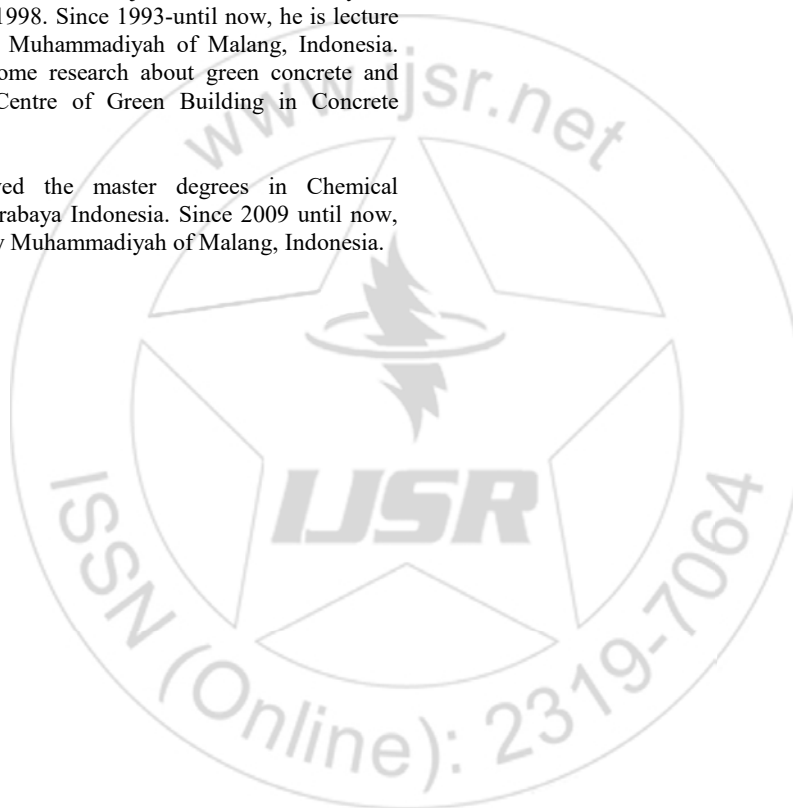 1998. Since 1993-until now, he is lecture
Muhammadiyah of Malang, Indonesia.
ome research about green concrete and
Centre of Green Building in Concrete
ved the master degrees in Chemical
rabaya Indonesia. Since 2009 until now,
y Muhammadiyah of Malang, Indonesia.
www.ijsr.net
IJSR
ISSN (Online): 2319-7064